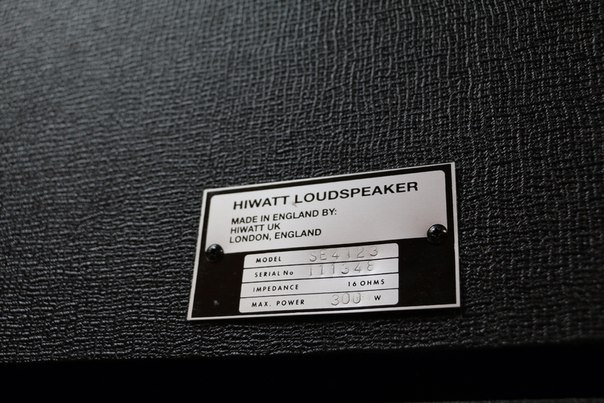 HIWATT LOUDSPEAKER
MADE IN ENGLAND BY:
HIWATT UK
LONDON, ENGLAND
MODEL SE4123
SERIAL No 111346
IMPEDANCE 16 OHMS
MAX. POWER 300 W